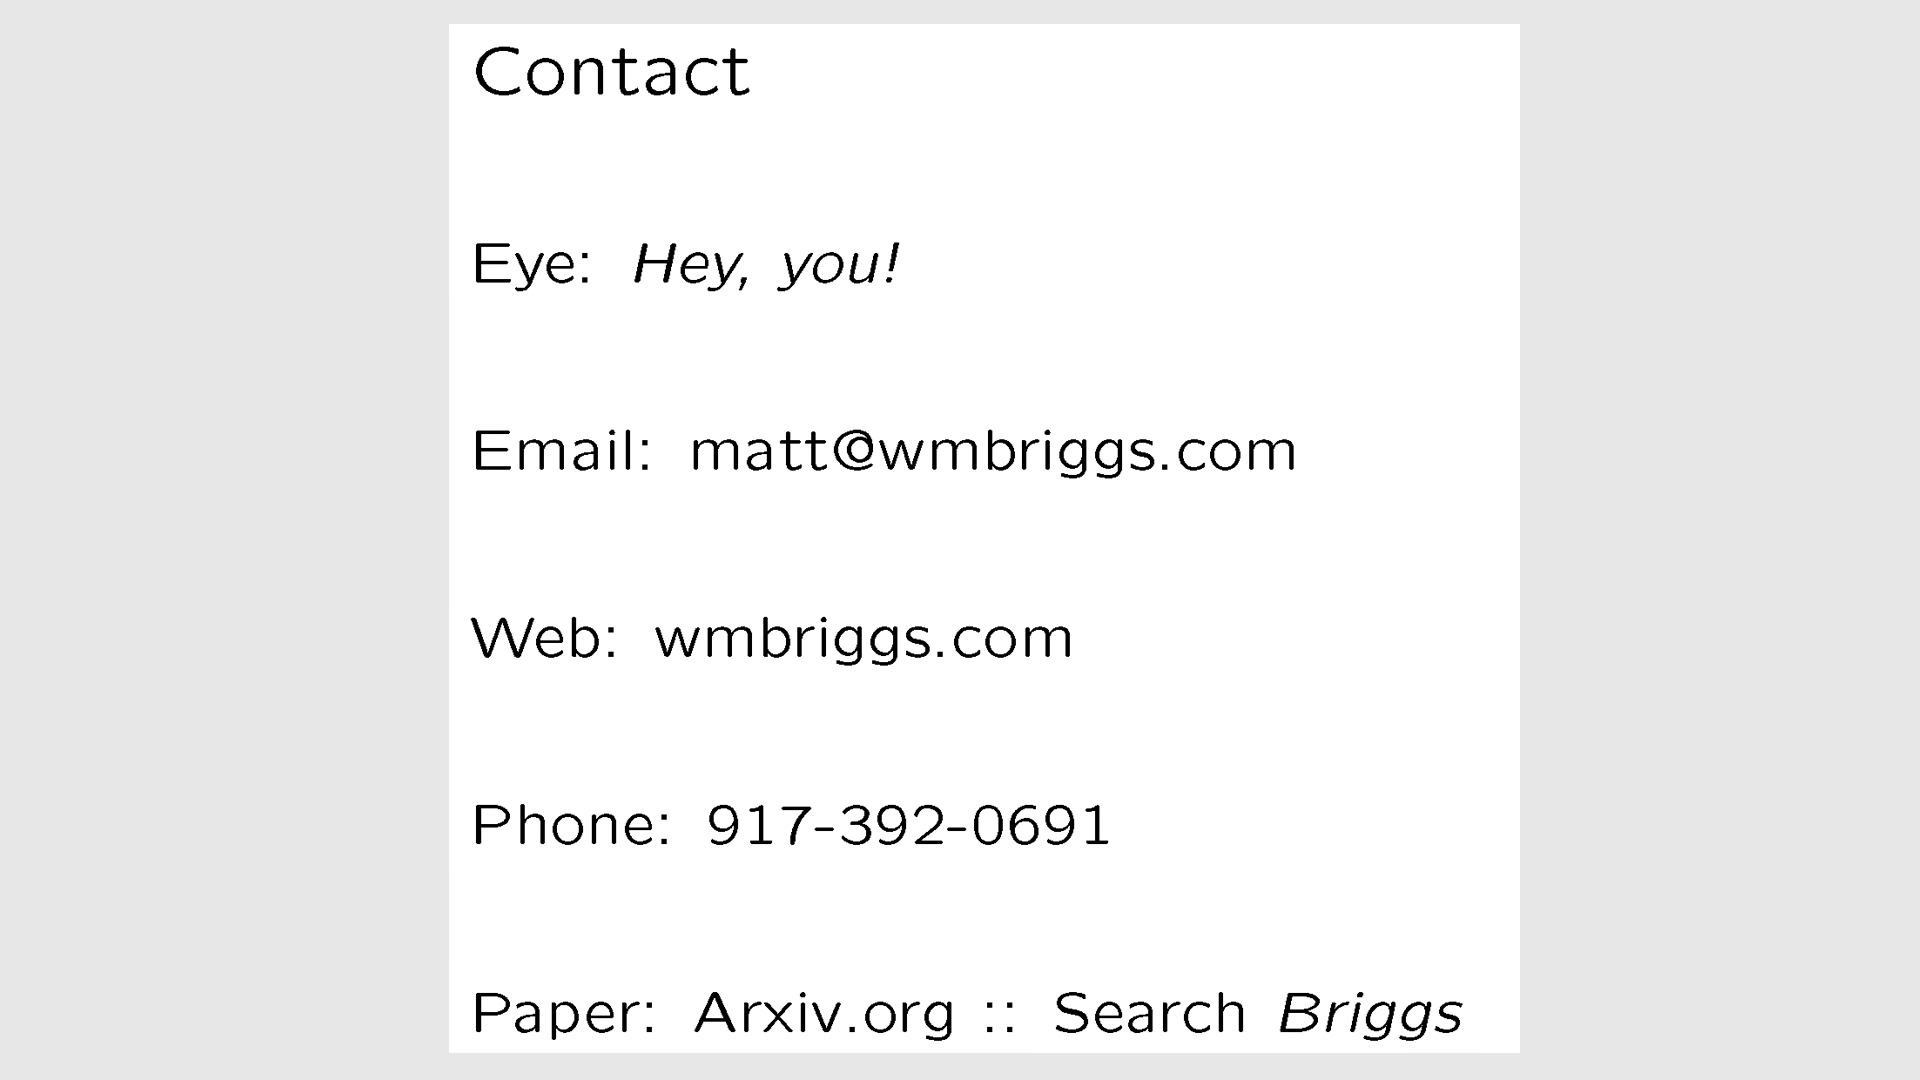 Contact
Eye: Hey, you!
Email: matt@wmbriggs.com
Web: wmbriggs.com
Phone: 917-392-0691
Paper: Arxiv.org :: Search Briggs